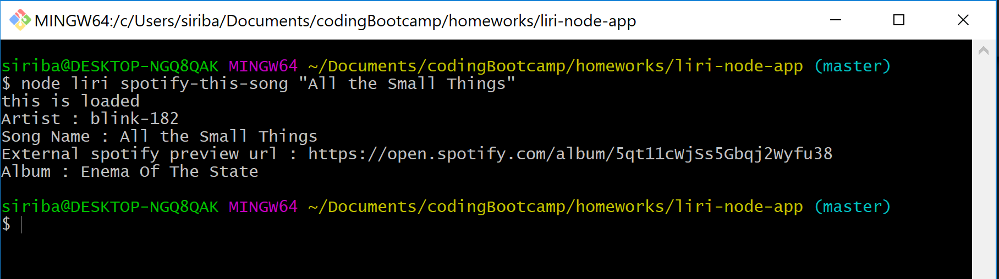 MINGW64:/c/Users/siriba/Documents/codingBootcamp/homeworks/liri-node-app
siriba@DESKTOP-NGQ8QAK MINGW64 ~/Documents/codingBootcamp/homeworks/liri-node-app (master)
$ node liri spotify-this-song "All the Small Things"
this is loaded
Artist : blink-182
Song Name : All the Small Things
External spotify preview url : https://open.spotify.com/album/5qt11cWjSs5Gbqj2Wyfu38
Album : Enema Of The State
siriba@DESKTOP-NGQ8QAK MINGW64 ~/Documents/codingBootcamp/homeworks/liri-node-app (master)
$